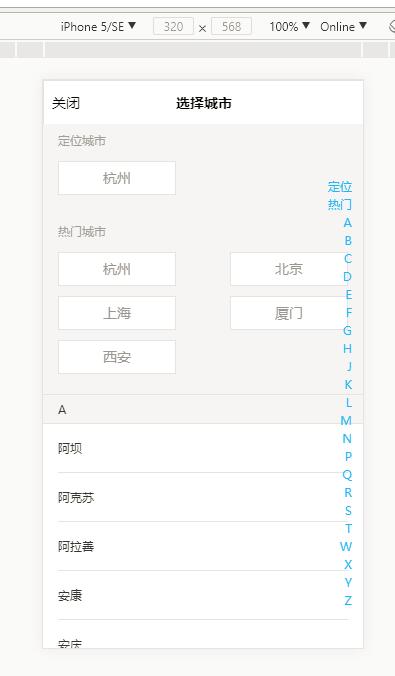 iPhone 5/SE ▼ 320 × 568 100% ▼ Online ▼
关闭 选择城市
定位城市
杭州
热门城市
杭州 北京
上海 厦门
西安
A
阿坝
阿克苏
阿拉善
安康
安庆
定位
热门
A
B
C
D
E
F
G
H
J
K
L
M
N
P
Q
R
S
T
W
X
Y
Z